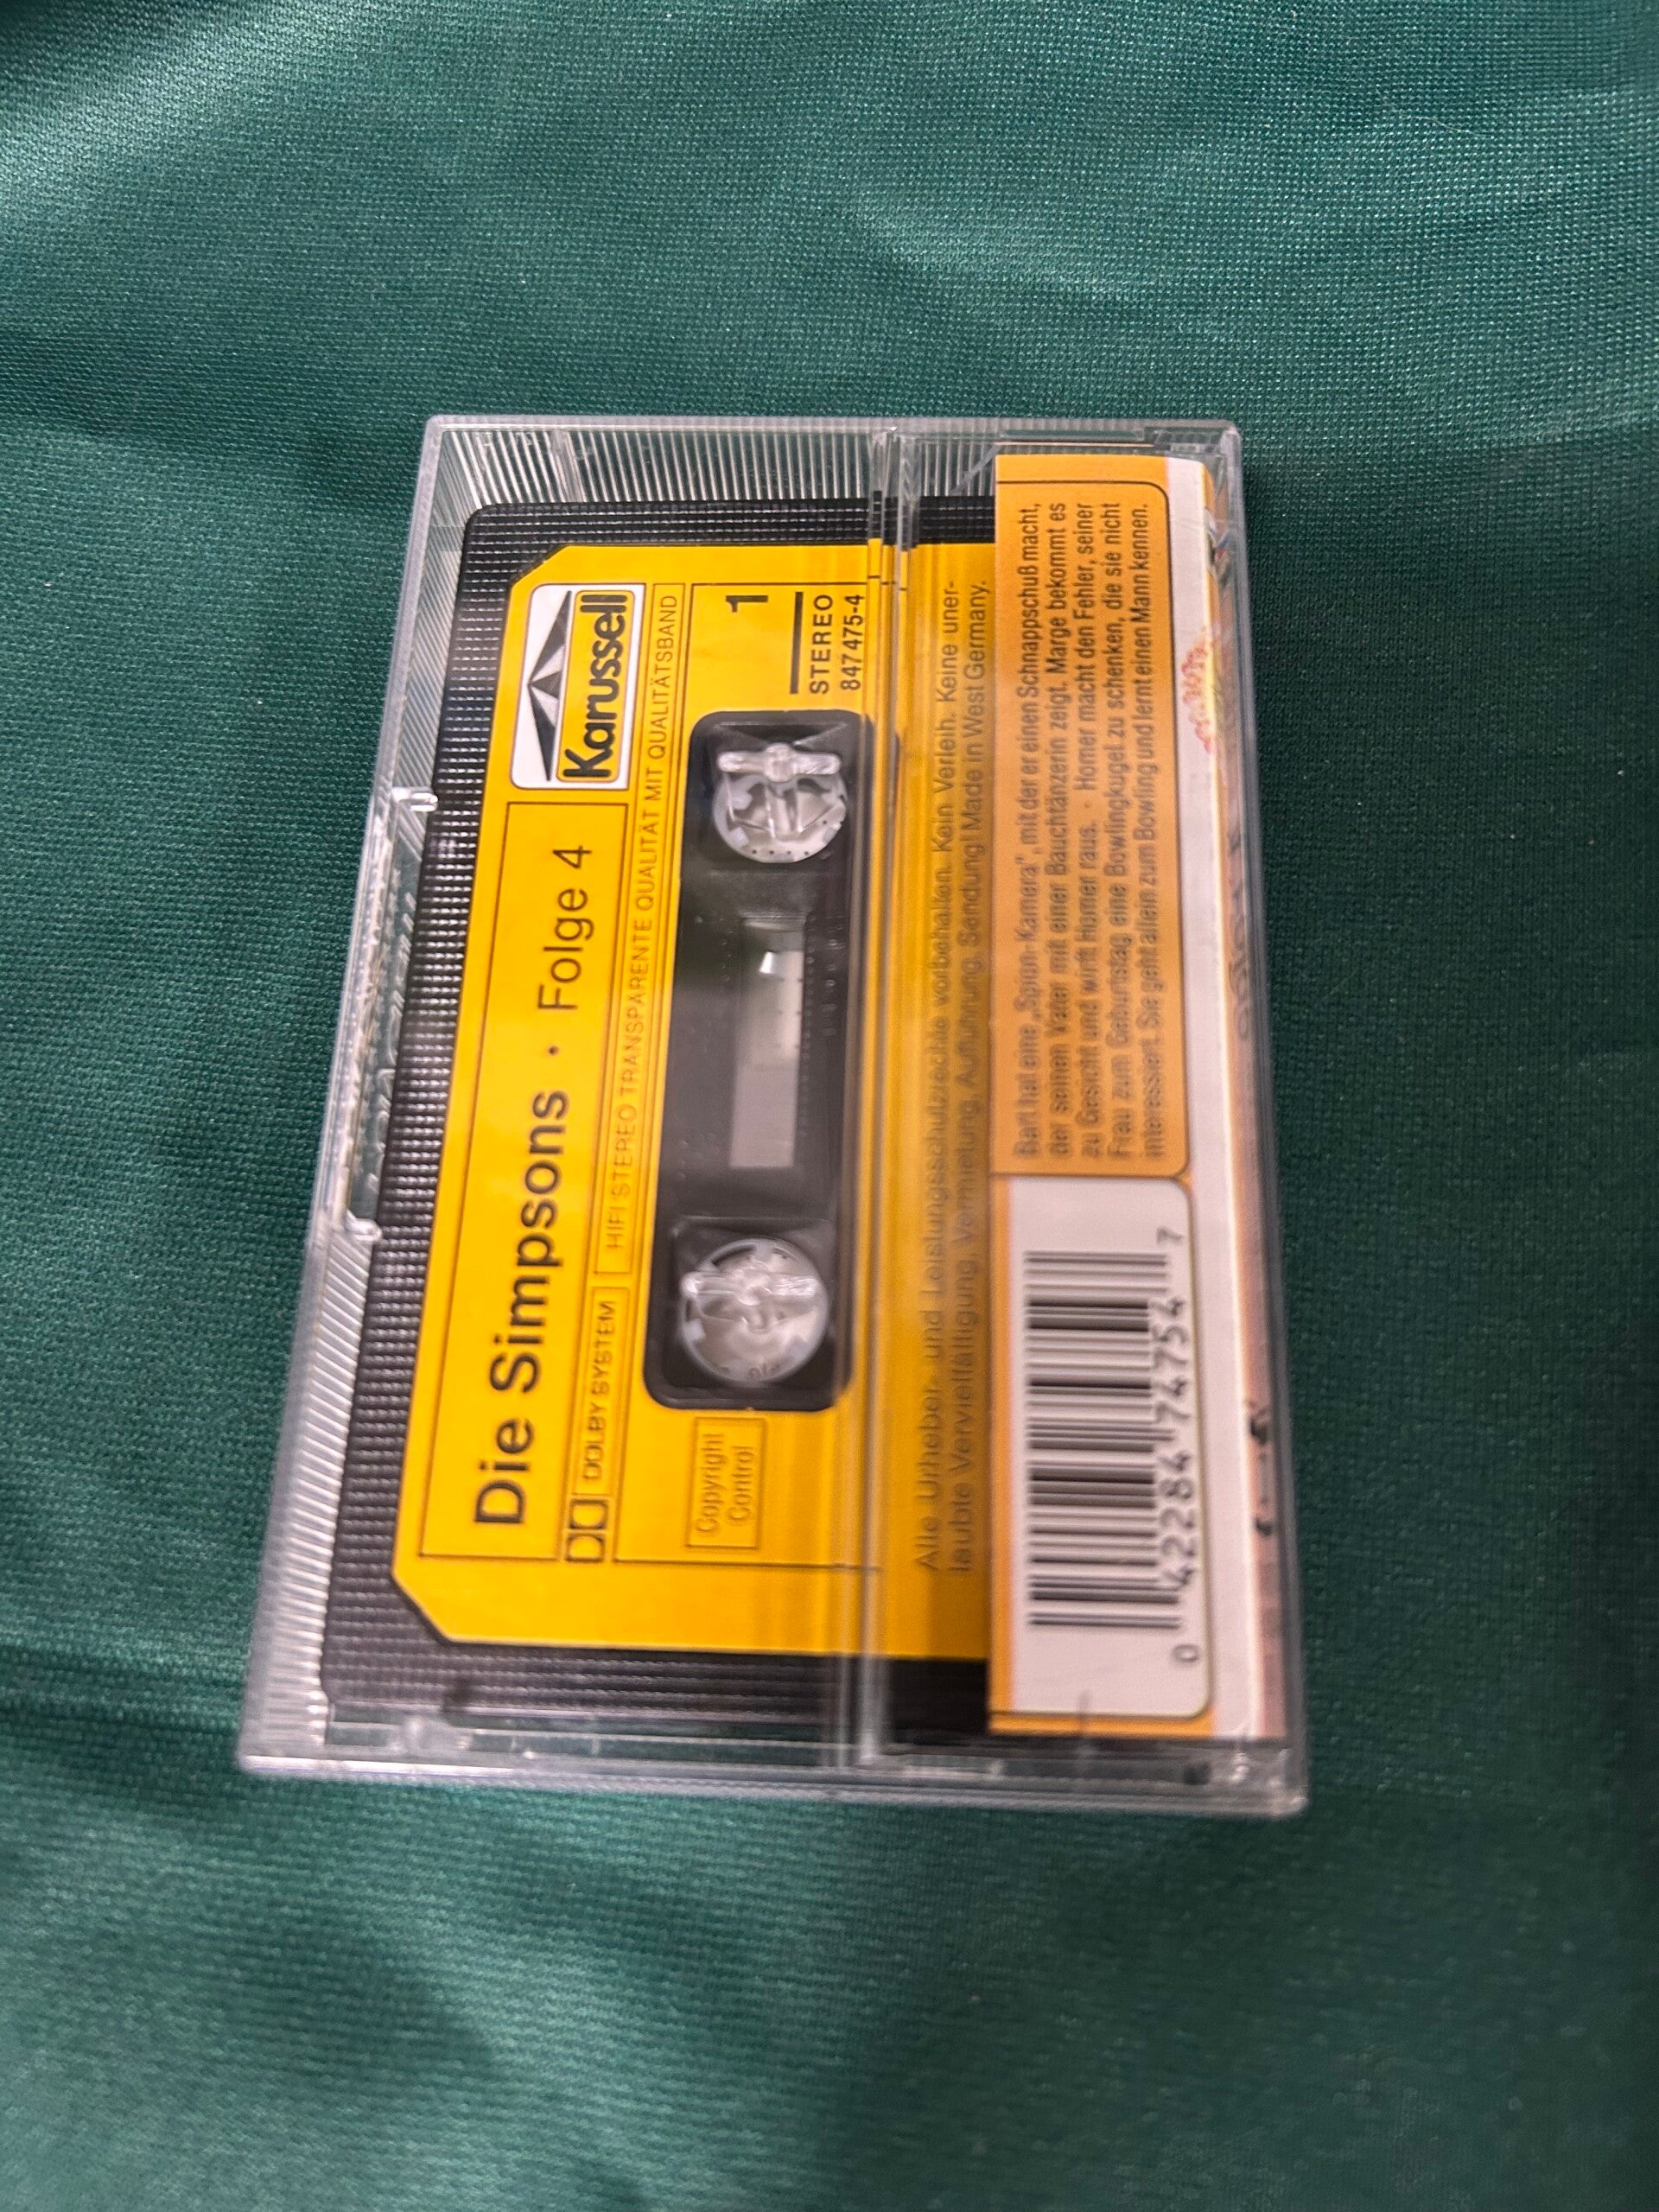 Karussell
Die Simpsons · Folge 4
DOLBY SYSTEM
HIFI STEREO TRANSPARENTE QUALITÄT MIT QUALITÄTSBAND
Copyright
Control
1
STEREO
847475-4
Alle Urheber- und Leistungsschutzrechte vorbehalten. Kein Verleih. Keine uner-
laubte Vervielfältigung, Vermietung, Aufführung, Sendung! Made in West Germany.
Bart hat eine „Spion-Kamera", mit der er einen Schnappschuß macht,
der seinen Vater mit einer Bauchtänzerin zeigt. Marge bekommt es
zu Gesicht und wirft Homer raus. · Homer macht den Fehler, seiner
Frau zum Geburtstag eine Bowlingkugel zu schenken, die sie nicht
interessiert. Sie geht allein zum Bowling und lernt einen Mann kennen.
0 42284 74754 7